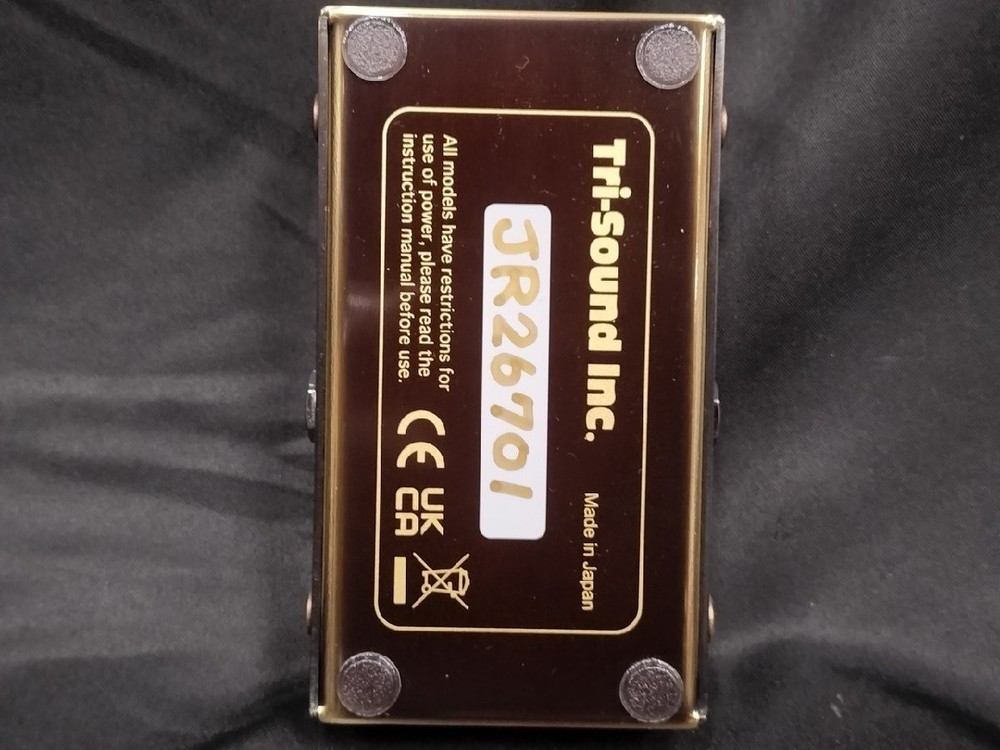 Tri-Sound Inc.
Made in Japan
JR26701
All models have restrictions for
use of power, please read the
instruction manual before use.
CE
UK
CA